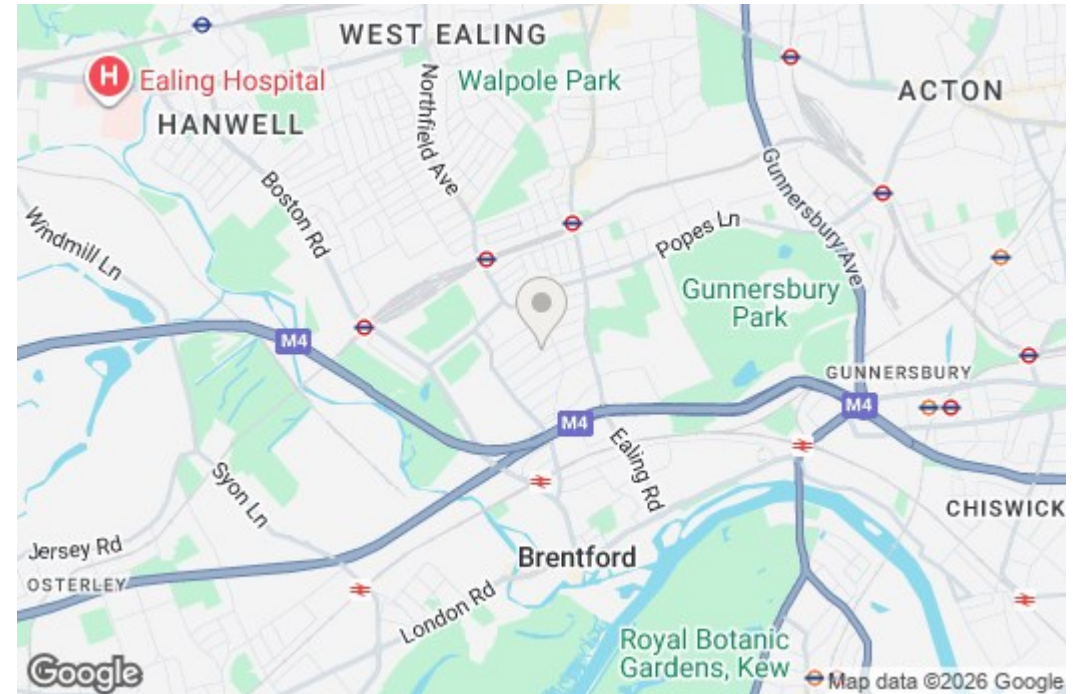 WEST EALING
H
Ealing Hospital
Walpole Park
ACTON
HANWELL
Northfield Ave
Boston Rd
Gunnersbury Ave
Windmill Ln
Popes Ln
Gunnersbury
Park
M4
GUNNERSBURY
M4
M4
Ealing Rd
Syon Ln
CHISWICK
Jersey Rd
Brentford
OSTERLEY
London Rd
Royal Botanic
Gardens, Kew
Google
Map data ©2026 Google